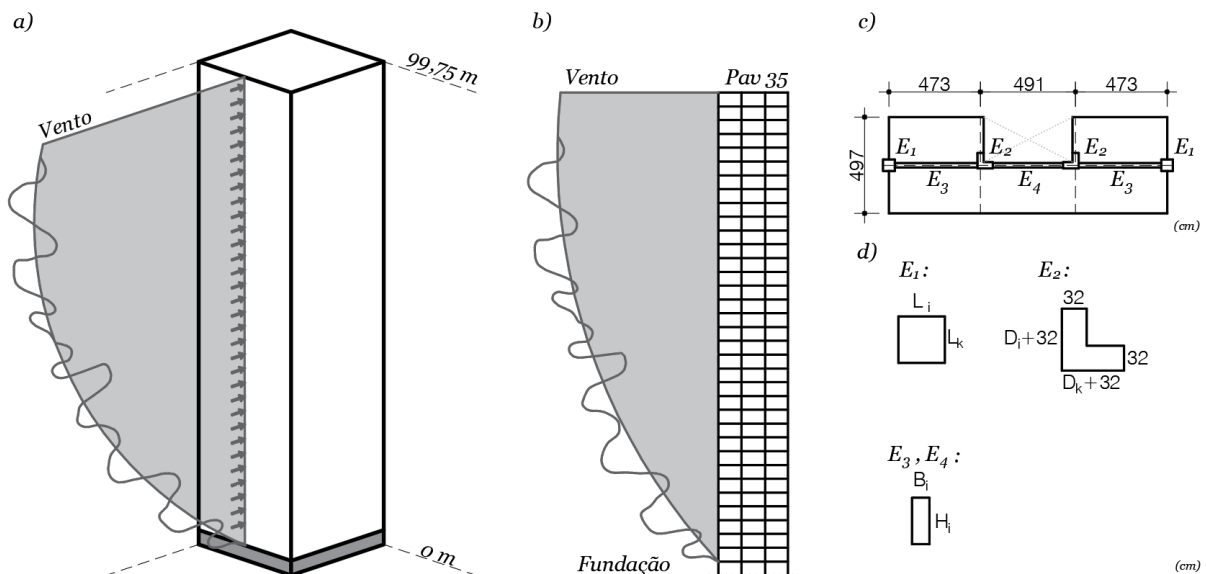 a)
99,75 m
Vento
0 m
b)
Vento
Pav 35
Fundação
c)
473 491 473
497
E1 E2 E2 E1
E3 E4 E3
(cm)
d)
E1:
Li
Lk
E2:
32
Di+32
32
Dk+32
E3, E4:
Bi
Hi
(cm)